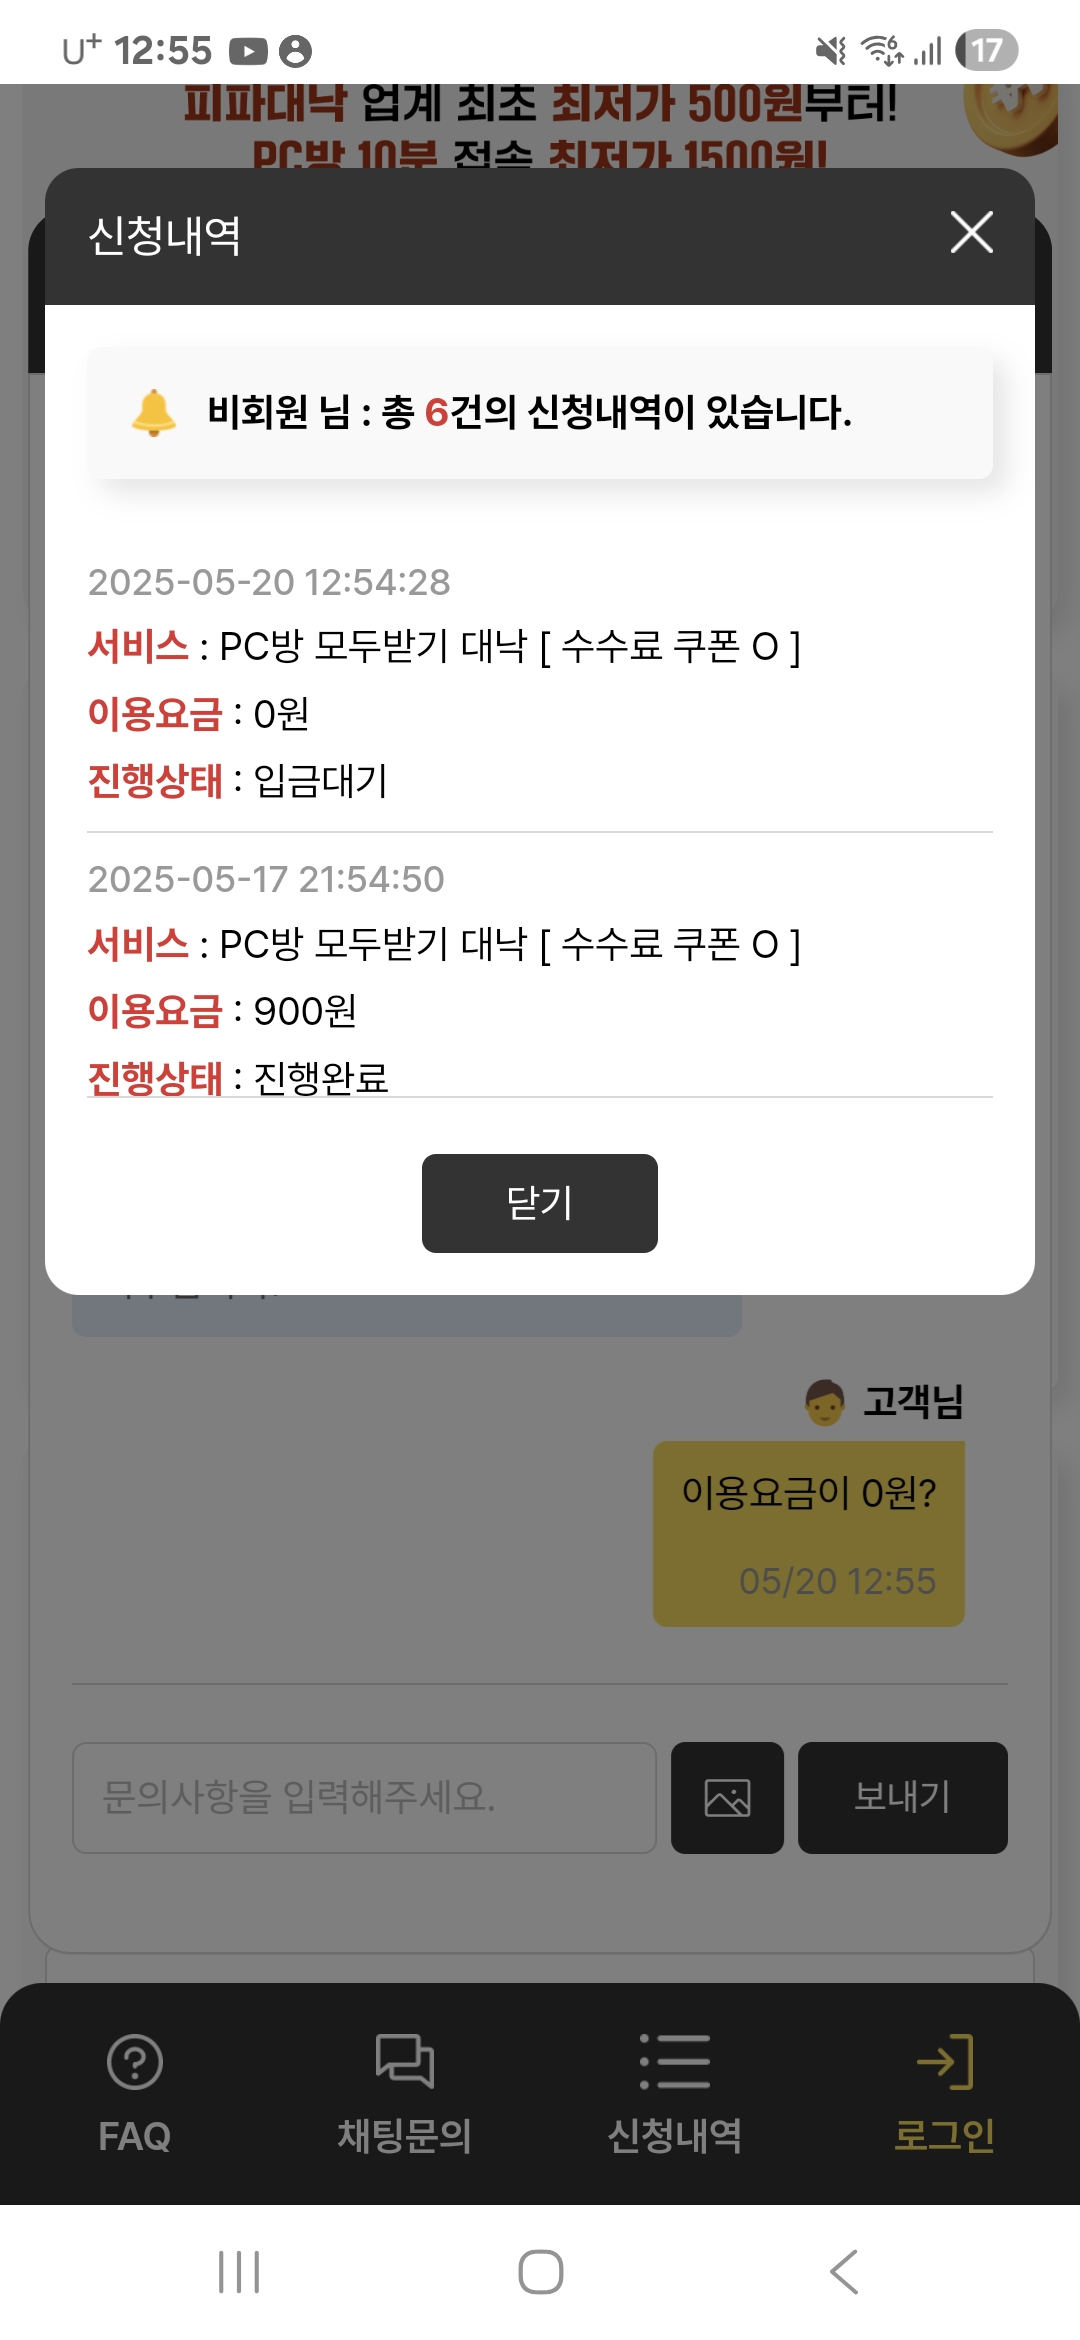 U+ 12:55 17
피파대낙 업계 최초 최저가 500원부터!
PC방 10분 접속 최저가 1500원!
신청내역
비회원 님 : 총 6건의 신청내역이 있습니다.
2025-05-20 12:54:28
서비스 : PC방 모두받기 대낙 [ 수수료 쿠폰 O ]
이용요금 : 0원
진행상태 : 입금대기
2025-05-17 21:54:50
서비스 : PC방 모두받기 대낙 [ 수수료 쿠폰 O ]
이용요금 : 900원
진행상태 : 진행완료
닫기
고객님
이용요금이 0원?
05/20 12:55
문의사항을 입력해주세요.
보내기
FAQ 채팅문의 신청내역 로그인